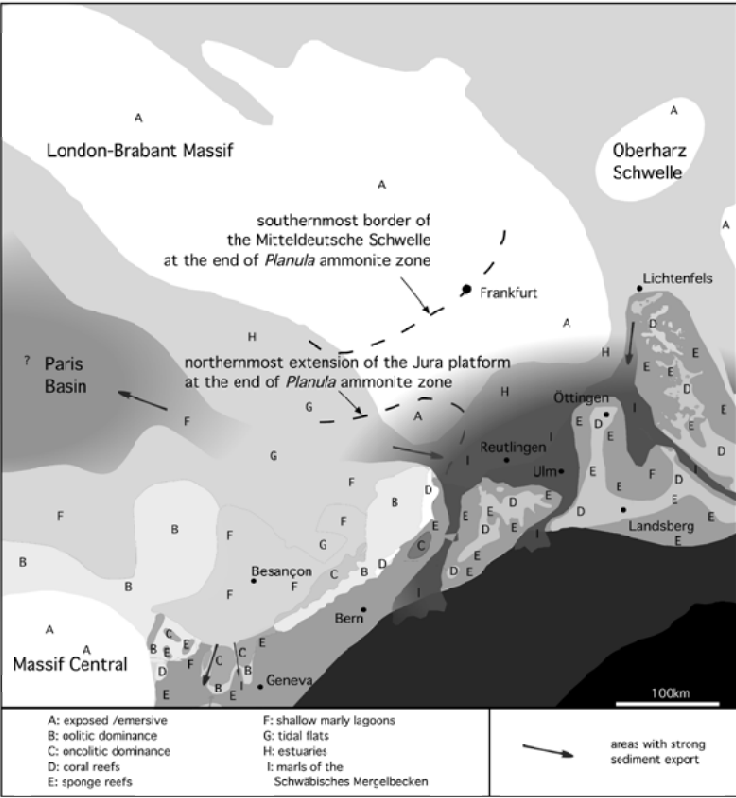 A
London-Brabant Massif
A
Oberharz
Schwelle
A
southernmost border of
the Mitteldeutsche Schwelle
at the end of Planula ammonite zone
A
Lichtenfels
Frankfurt
A
D
H
H
E
northernmost extension of the Jura platform
at the end of Planula ammonite zone
?
Paris
Basin
E
E
H
D
Öttingen
G
A
I
E
F
E
D
E
I
E
Reutlingen
G
I
D
Ulm
E
E
F
I
F
D
D
B
E
E
E
F
F
D
D
B
E
E
D
E
Landsberg
E
E
I
E
G
C
B
D
E
Besançon
C
B
D
E
B
F
F
I
Bern
A
A
C
B
E
E
E
F
C
C
Massif Central
D
B
B
I
E
E
Geneva
100km
A: exposed /emersive
B: oolitic dominance
C: oncolitic dominance
D: coral reefs
E: sponge reefs
F: shallow marly lagoons
G: tidal flats
H: estuaries
I: marls of the
Schwäbisches Mergelbecken
areas with strong
sediment export